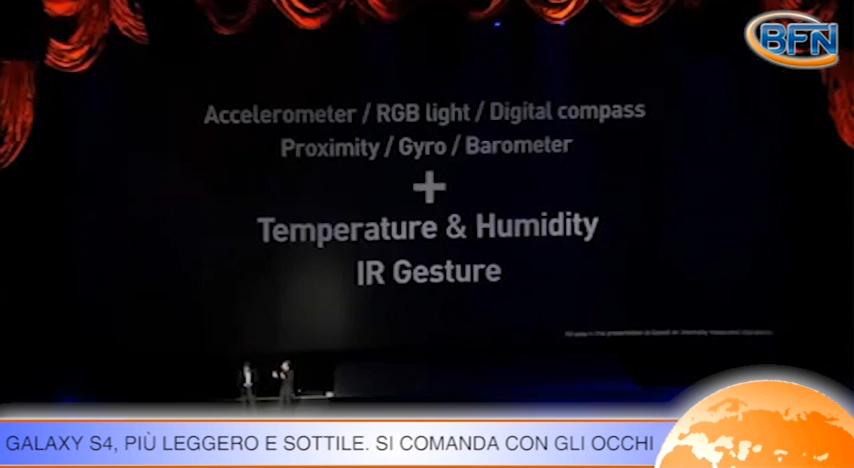 BFN
Accelerometer / RGB light / Digital compass
Proximity / Gyro / Barometer
+
Temperature & Humidity
IR Gesture
GALAXY S4, PIÙ LEGGERO E SOTTILE. SI COMANDA CON GLI OCCHI